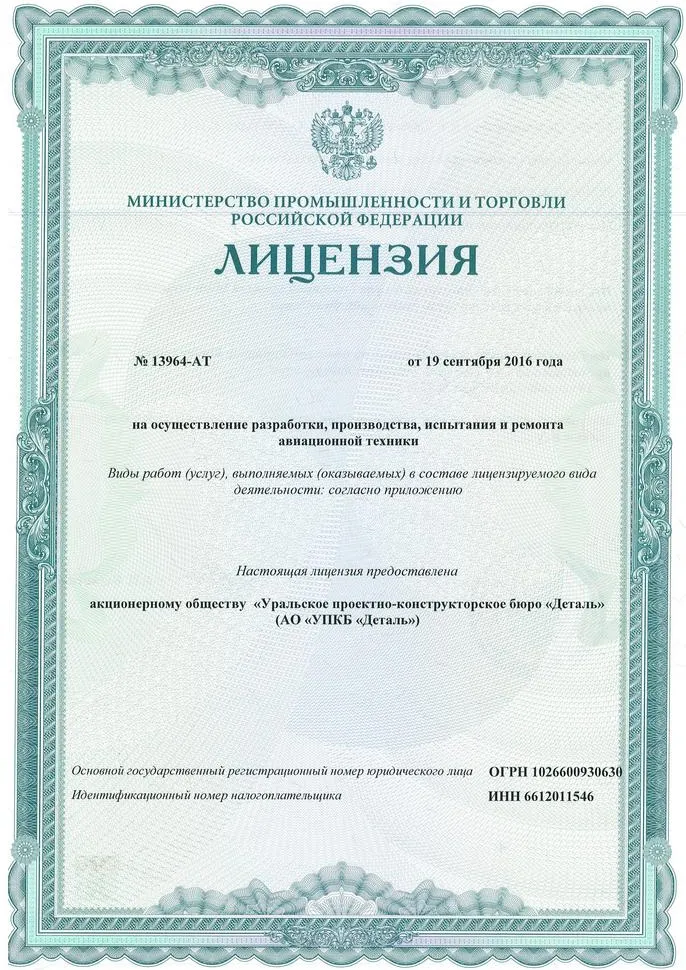 МИНИСТЕРСТВО ПРОМЫШЛЕННОСТИ И ТОРГОВЛИ
РОССИЙСКОЙ ФЕДЕРАЦИИ
ЛИЦЕНЗИЯ
№ 13964-АТ от 19 сентября 2016 года
на осуществление разработки, производства, испытания и ремонта
авиационной техники
Виды работ (услуг), выполняемых (оказываемых) в составе лицензируемого вида
деятельности: согласно приложению
Настоящая лицензия предоставлена
акционерному обществу «Уральское проектно-конструкторское бюро «Деталь»
(АО «УПКБ «Деталь»)
Основной государственный регистрационный номер юридического лица ОГРН 1026600930630
Идентификационный номер налогоплательщика ИНН 6612011546